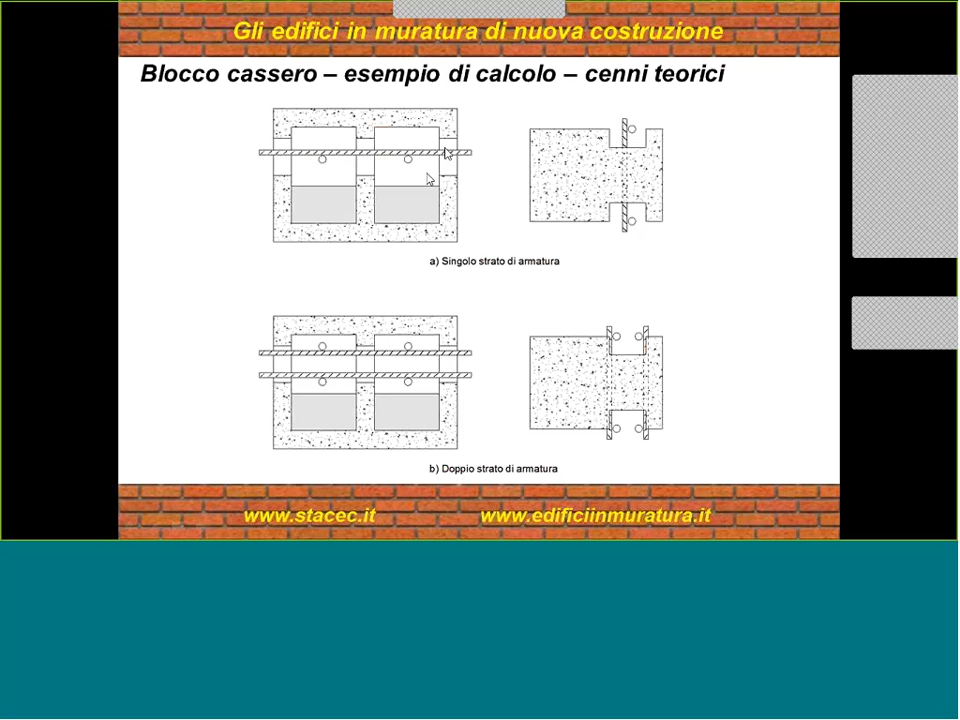 Gli edifici in muratura di nuova costruzione
Blocco cassero – esempio di calcolo – cenni teorici
a) Singolo strato di armatura
b) Doppio strato di armatura
www.stacec.it www.edificiinmuratura.it